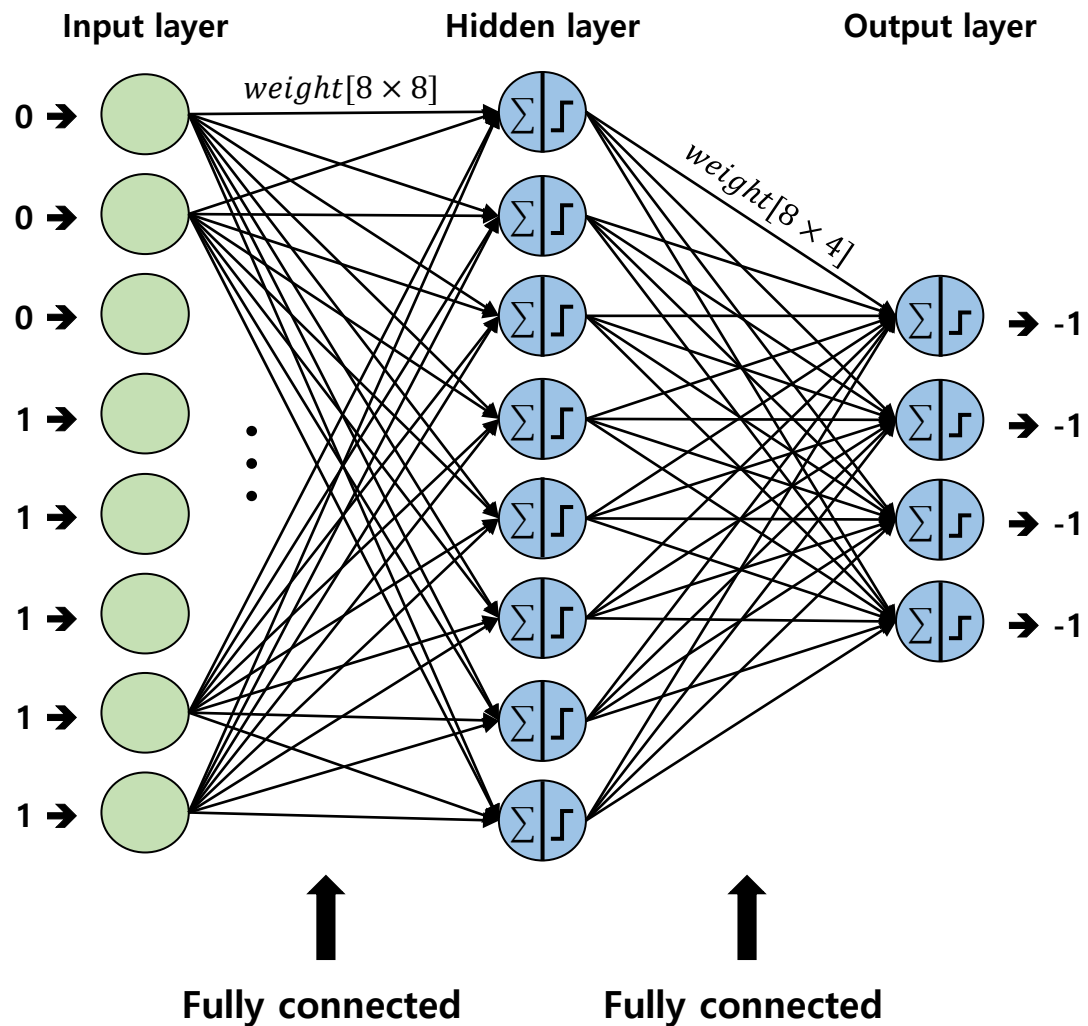 Input layer
Hidden layer
Output layer
weight[8 × 8]
weight[8 × 4]
0 ➔
0 ➔
0 ➔
1 ➔
1 ➔
1 ➔
1 ➔
1 ➔
∑
∑
∑
∑
∑
∑
∑
∑
∑ ➔ -1
∑ ➔ -1
∑ ➔ -1
∑ ➔ -1
Fully connected
Fully connected